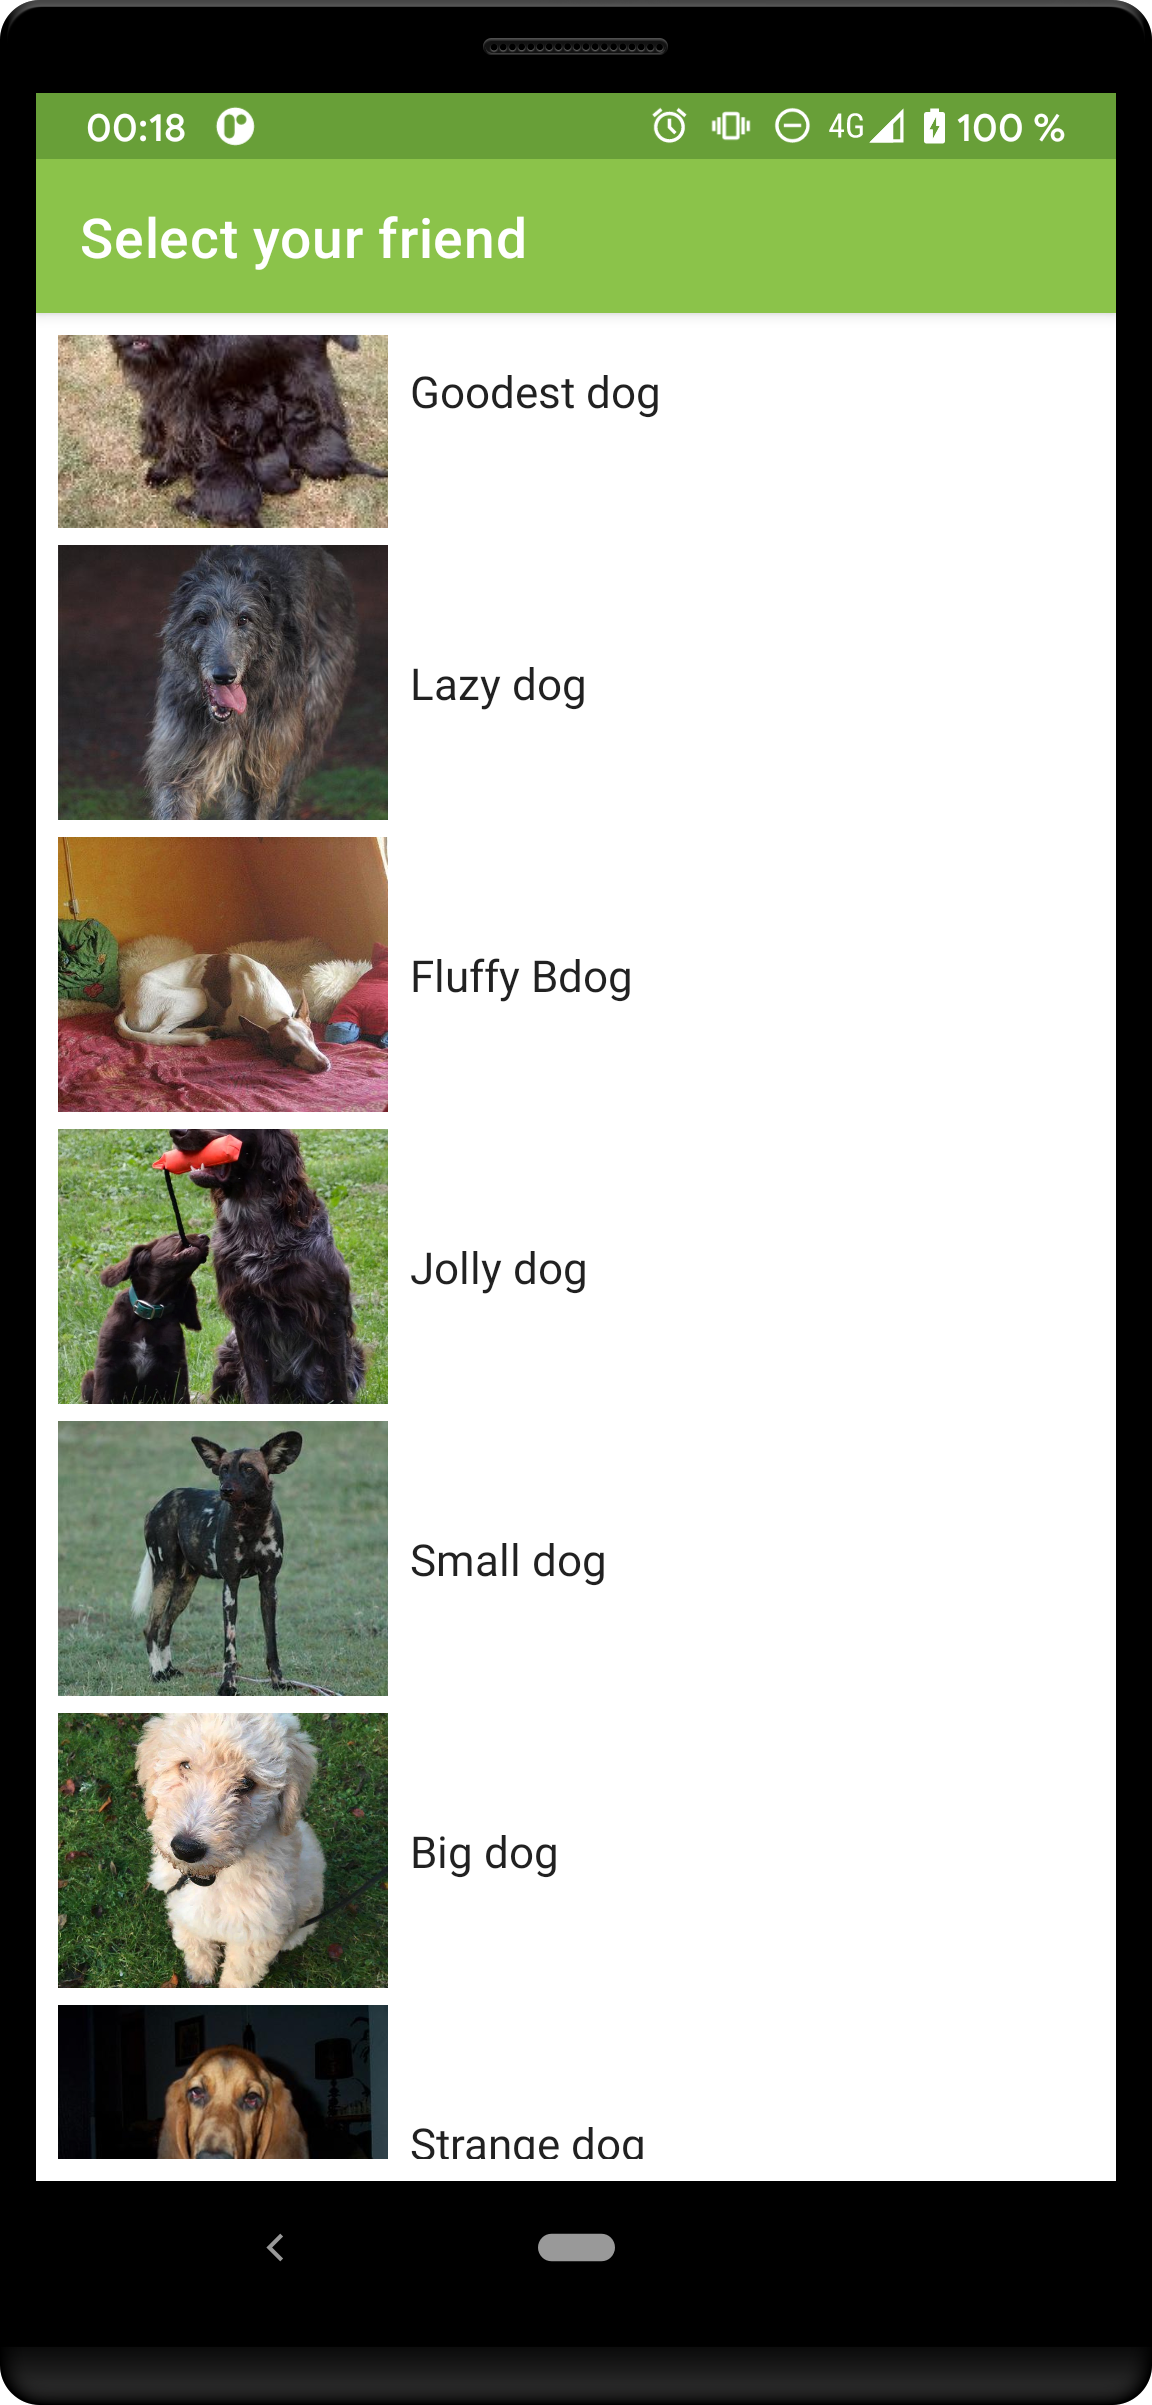 00:18 4G 100 %
Select your friend
Goodest dog
Lazy dog
Fluffy Bdog
Jolly dog
Small dog
Big dog
Strange dog